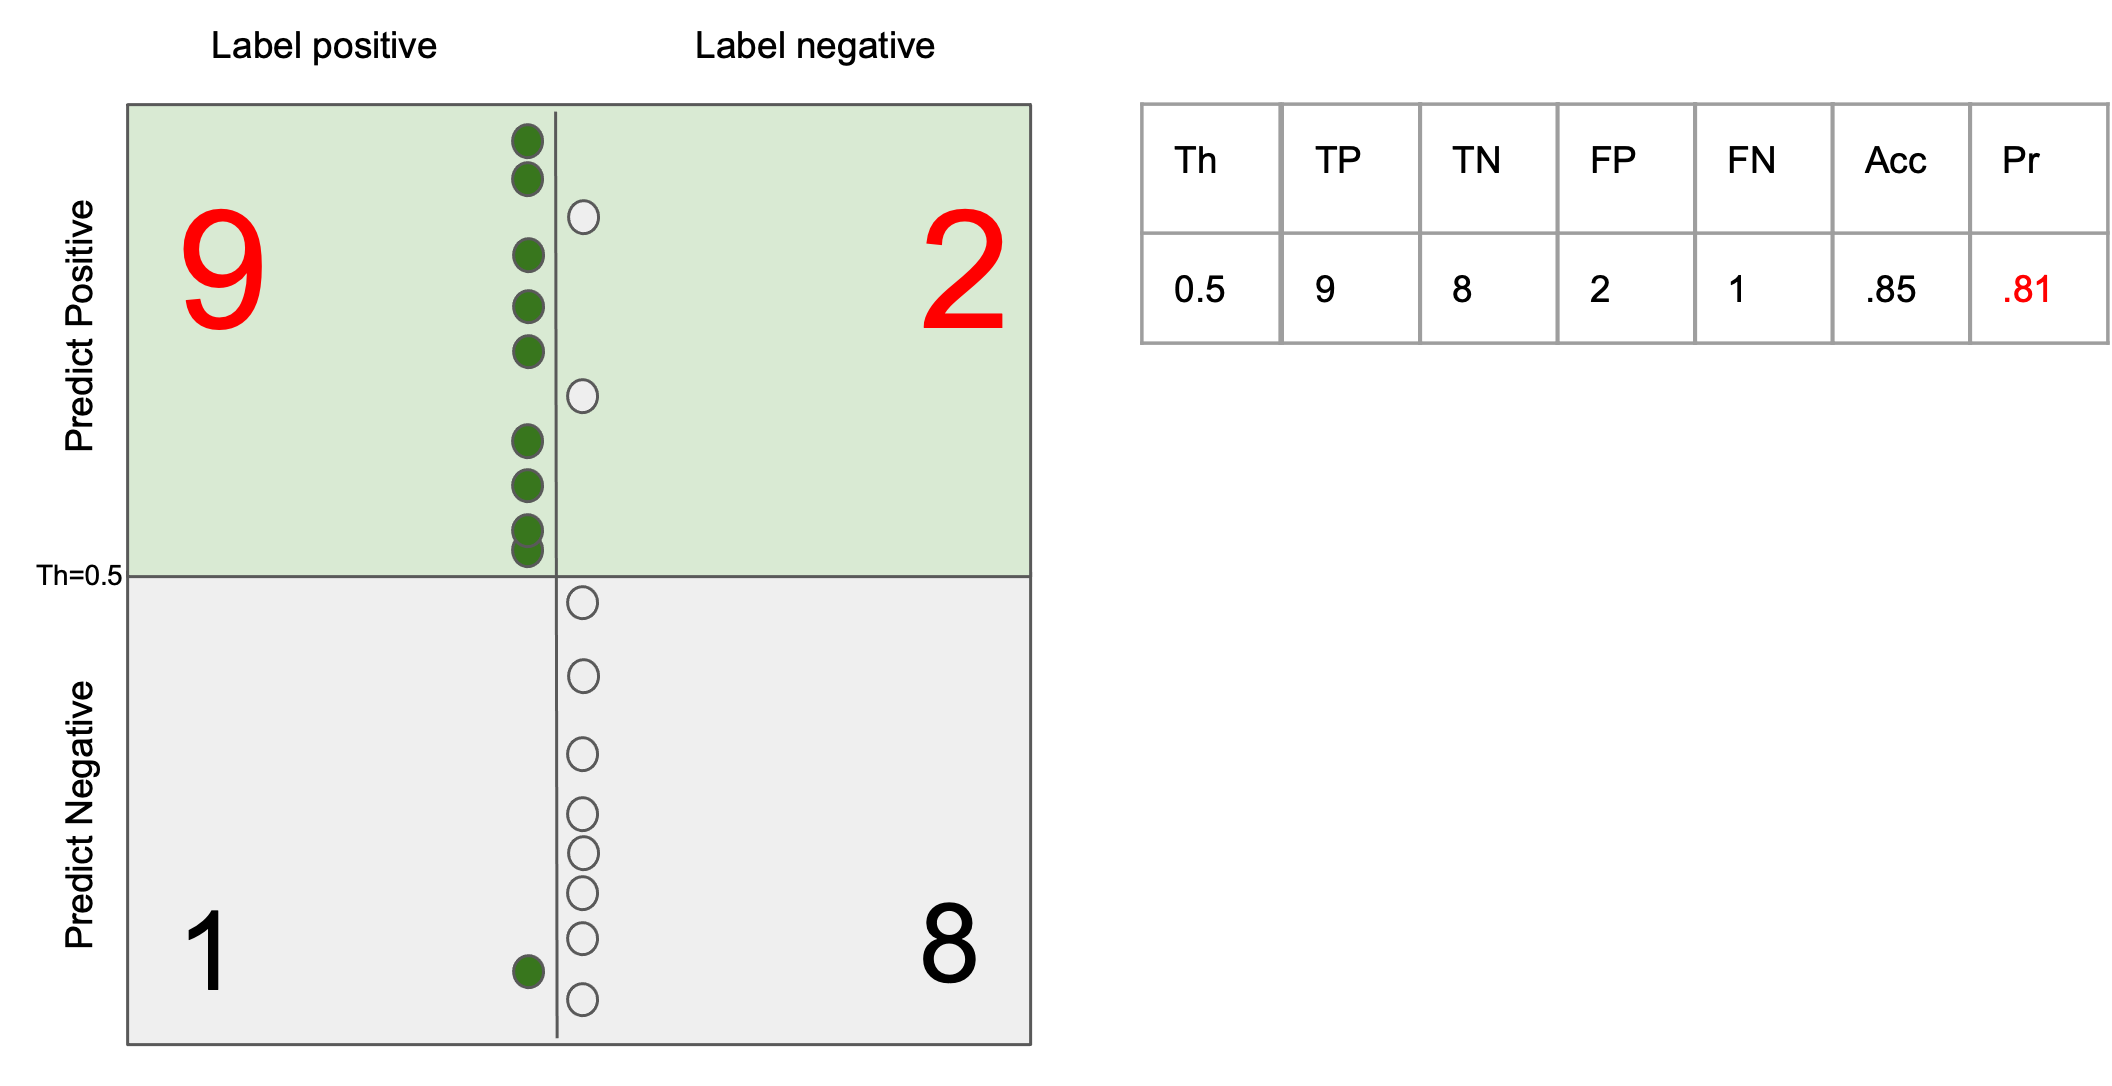 Label positive
Label negative
Predict Positive
9
2
Th=0.5
Predict Negative
1
8
Th TP TN FP FN Acc Pr
0.5 9 8 2 1 .85 .81